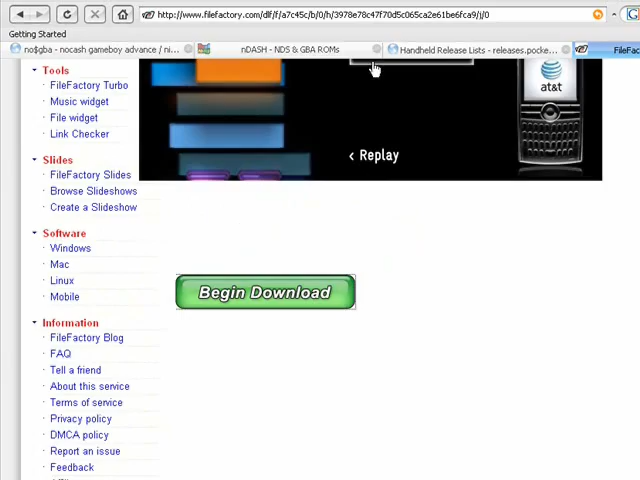 http://www.filefactory.com/dlf/f/a7c45c/b/0/h/3978e78c47f70d5c065ca2e61be6fca9/j/0
Getting Started
no$gba - nocash gameboy advance / ni...
nDASH - NDS & GBA ROMs
Handheld Release Lists - releases.pocke...
FileFac
Tools
FileFactory Turbo
Music widget
File widget
Link Checker
at&t
< Replay
Slides
FileFactory Slides
Browse Slideshows
Create a Slideshow
Software
Windows
Mac
Linux
Mobile
Begin Download
Information
FileFactory Blog
FAQ
Tell a friend
About this service
Terms of service
Privacy policy
DMCA policy
Report an issue
Feedback